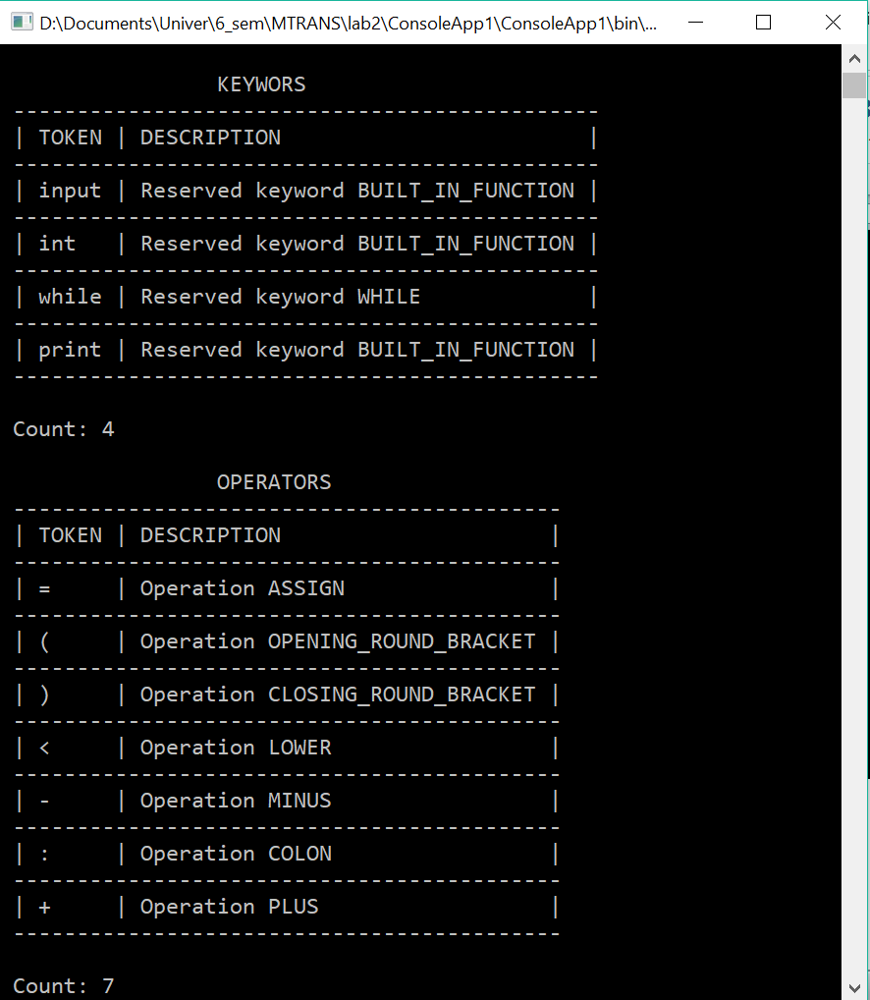 D:\Documents\Univer\6_sem\MTRANS\lab2\ConsoleApp1\ConsoleApp1\bin\...
KEYWORS
----------------------------------------------
| TOKEN | DESCRIPTION                        |
----------------------------------------------
| input | Reserved keyword BUILT_IN_FUNCTION |
----------------------------------------------
| int   | Reserved keyword BUILT_IN_FUNCTION |
----------------------------------------------
| while | Reserved keyword WHILE             |
----------------------------------------------
| print | Reserved keyword BUILT_IN_FUNCTION |
----------------------------------------------
Count: 4
OPERATORS
-------------------------------------------
| TOKEN | DESCRIPTION                     |
-------------------------------------------
| =     | Operation ASSIGN                |
-------------------------------------------
| (     | Operation OPENING_ROUND_BRACKET |
-------------------------------------------
| )     | Operation CLOSING_ROUND_BRACKET |
-------------------------------------------
| <     | Operation LOWER                 |
-------------------------------------------
| -     | Operation MINUS                 |
-------------------------------------------
| :     | Operation COLON                 |
-------------------------------------------
| +     | Operation PLUS                  |
-------------------------------------------
Count: 7